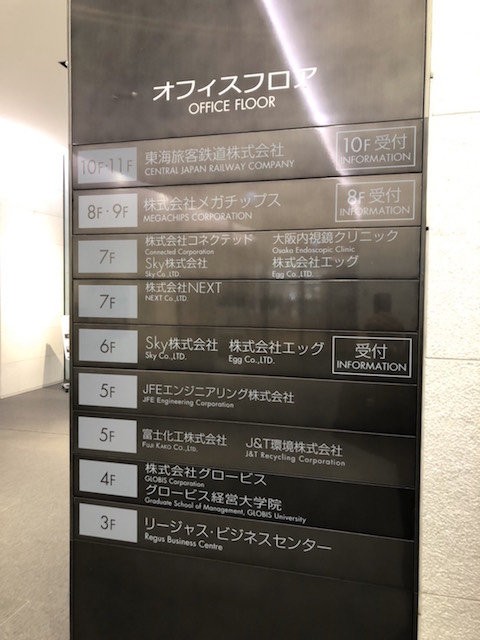 オフィスフロア
OFFICE FLOOR
10F·11F 東海旅客鉄道株式会社 10F 受付
CENTRAL JAPAN RAILWAY COMPANY INFORMATION
8F·9F 株式会社メガチップス 8F 受付
MEGACHIPS CORPORATION INFORMATION
7F 株式会社コネクテッド 大阪内視鏡クリニック
Connected Corporation Osaka Endoscopic Clinic
Sky株式会社 株式会社エッグ
Sky Co.,LTD. Egg Co.,LTD.
7F 株式会社NEXT
NEXT Co.,LTD.
6F Sky株式会社 株式会社エッグ 受付
Sky Co.,LTD. Egg Co.,LTD. INFORMATION
5F JFEエンジニアリング株式会社
JFE Engineering Corporation
5F 富士化工株式会社 J&T環境株式会社
Fuji Kako Co.,LTD. J&T Recycling Corporation
4F 株式会社グロービス
GLOBIS Corporation
グロービス経営大学院
Graduate School of Management, GLOBIS University
3F リージャス・ビジネスセンター
Regus Business Centre